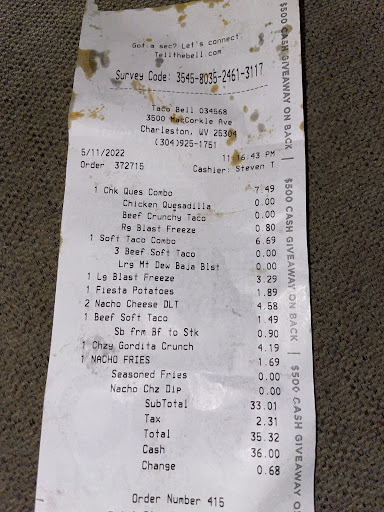 Got a sec? Let's connect.
Tellthebell.com
Survey Code: 3545-8035-2461-3117
Taco Bell 034568
3500 MacCorkle Ave
Charleston, WV 25304
(304)925-1751
5/11/2022 11:16:43 PM
Order 372715 Cashier: Steven T
1 Chk Ques Combo 7.49
Chicken Quesadilla 0.00
Beef Crunchy Taco 0.00
Rg Blast Freeze 0.80
1 Soft Taco Combo 6.69
3 Beef Soft Taco 0.00
Lrg Mt Dew Baja Blst 0.00
1 Lg Blast Freeze 3.29
1 Fiesta Potatoes 1.89
2 Nacho Cheese DLT 4.58
1 Beef Soft Taco 1.49
Sb frm Bf to Stk 0.90
1 Chzy Gordita Crunch 4.19
1 NACHO FRIES 1.69
Seasoned Fries 0.00
Nacho Chz Dip 0.00
SubTotal 33.01
Tax 2.31
Total 35.32
Cash 36.00
Change 0.68
Order Number 415
$500 CASH GIVEAWAY ON BACK |
$500 CASH GIVEAWAY ON BACK |
$500 CASH GIVEAWAY